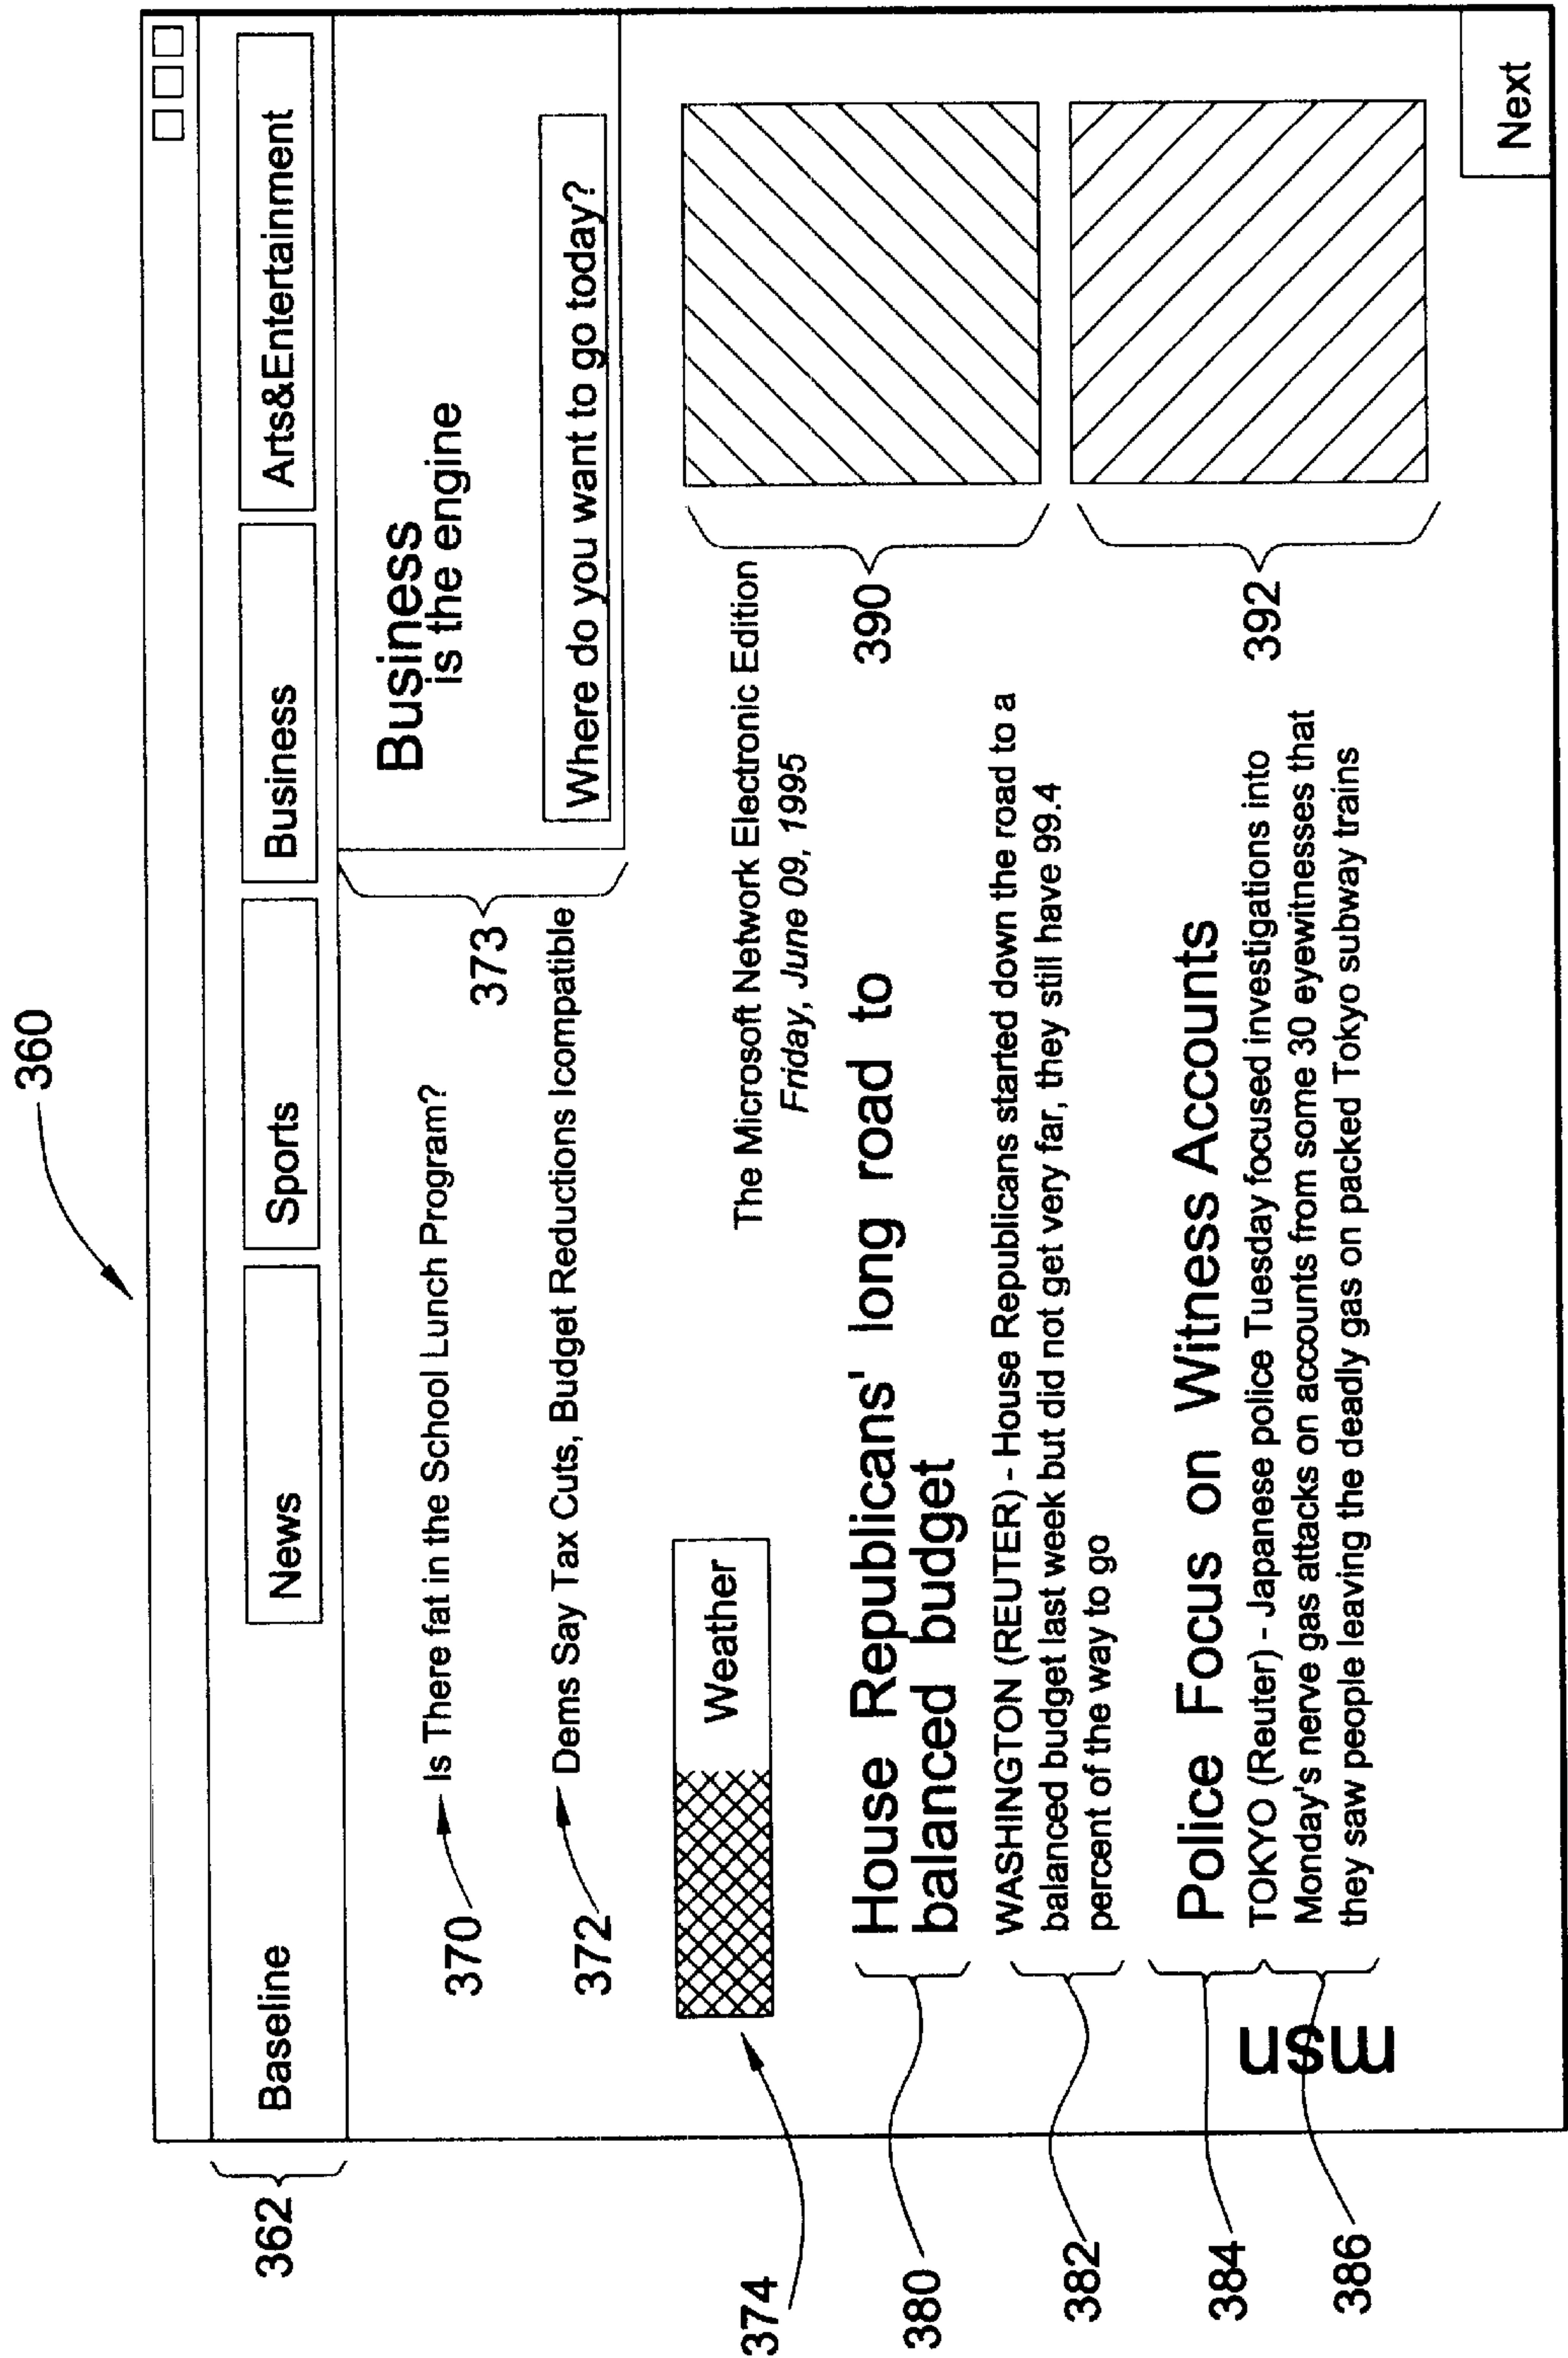 360
362
Baseline
News
Sports
Business
Arts&Entertainment
370
Is There fat in the School Lunch Program?
372
Dems Say Tax Cuts, Budget Reductions Icompatible
373
Business
is the engine
Where do you want to go today?
374
Weather
The Microsoft Network Electronic Edition
Friday, June 09, 1995
380
House Republicans' long road to
balanced budget
382
WASHINGTON (REUTER) - House Republicans started down the road to a
balanced budget last week but did not get very far, they still have 99.4
percent of the way to go
390
384
Police Focus on Witness Accounts
386
TOKYO (Reuter) - Japanese police Tuesday focused investigations into
Monday's nerve gas attacks on accounts from some 30 eyewitnesses that
they saw people leaving the deadly gas on packed Tokyo subway trains
392
msn
Next